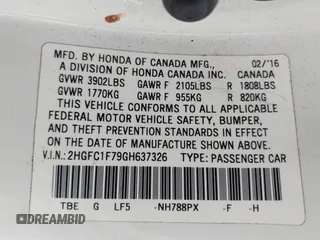 MFD. BY HONDA OF CANADA MFG., 02/'16
A DIVISION OF HONDA CANADA INC. CANADA
GVWR 3902LBS GAWR F 2105LBS R 1808LBS
GVWR 1770KG GAWR F 955KG R 820KG
THIS VEHICLE CONFORMS TO ALL APPLICABLE
FEDERAL MOTOR VEHICLE SAFETY, BUMPER,
AND THEFT PREVENTION STANDARDS IN EFFECT
ON THE DATE OF MANUFACTURE SHOWN ABOVE.
V.I.N.: 2HGFC1F79GH637326 TYPE: PASSENGER CAR
TBE G LF5 -NH788PX -F -H
DREAMBID